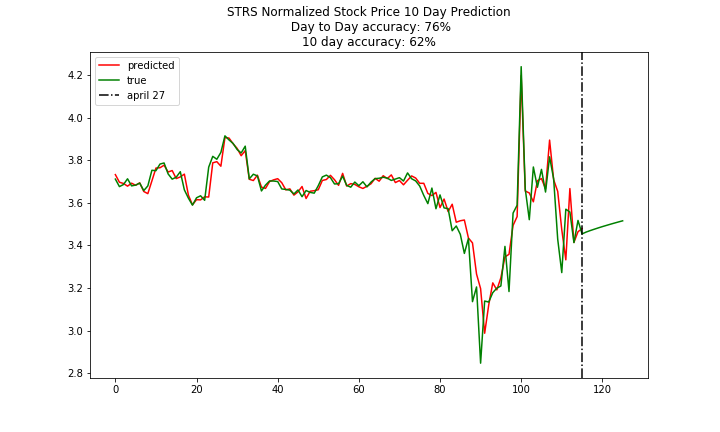 STRS Normalized Stock Price 10 Day Prediction
Day to Day accuracy: 76%
10 day accuracy: 62%
predicted
true
april 27
4.2
4.0
3.8
3.6
3.4
3.2
3.0
2.8
0 20 40 60 80 100 120